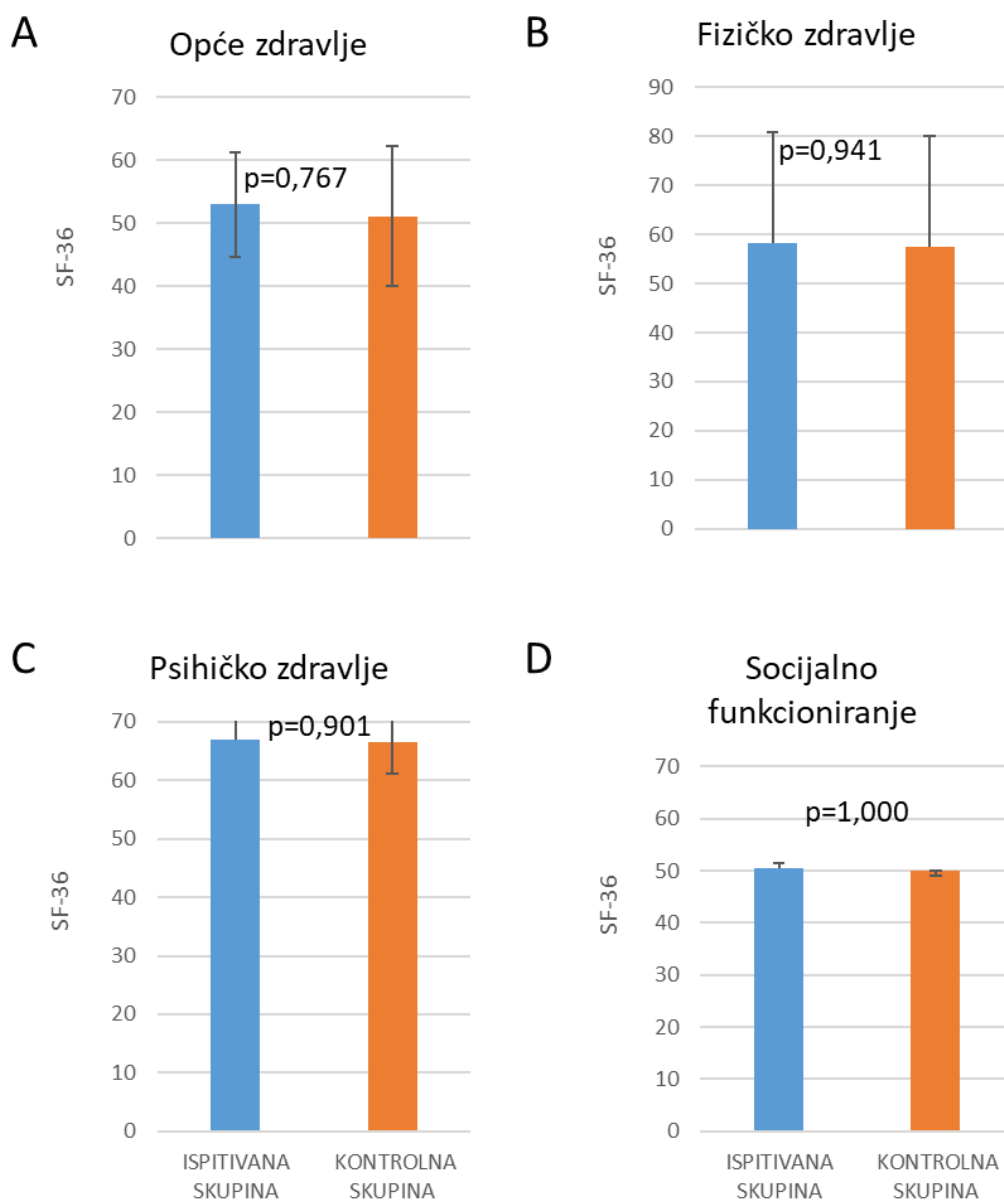 A
Opće zdravlje
SF-36
70
60
50
40
30
20
10
0
p=0,767
B
Fizičko zdravlje
SF-36
90
80
70
60
50
40
30
20
10
0
p=0,941
C
Psihičko zdravlje
SF-36
70
60
50
40
30
20
10
0
p=0,901
ISPITIVANA
SKUPINA
KONTROLNA
SKUPINA
D
Socijalno
funkcioniranje
SF-36
70
60
50
40
30
20
10
0
p=1,000
ISPITIVANA
SKUPINA
KONTROLNA
SKUPINA